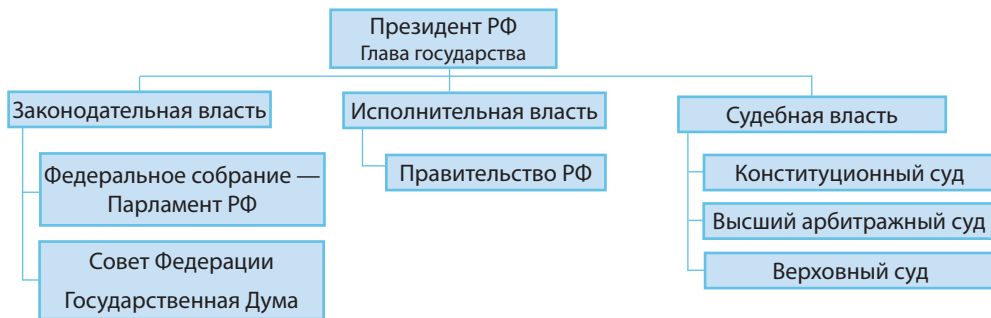 Президент РФ
Глава государства
Законодательная власть
Исполнительная власть
Судебная власть
Федеральное собрание —
Парламент РФ
Правительство РФ
Конституционный суд
Высший арбитражный суд
Совет Федерации
Верховный суд
Государственная Дума